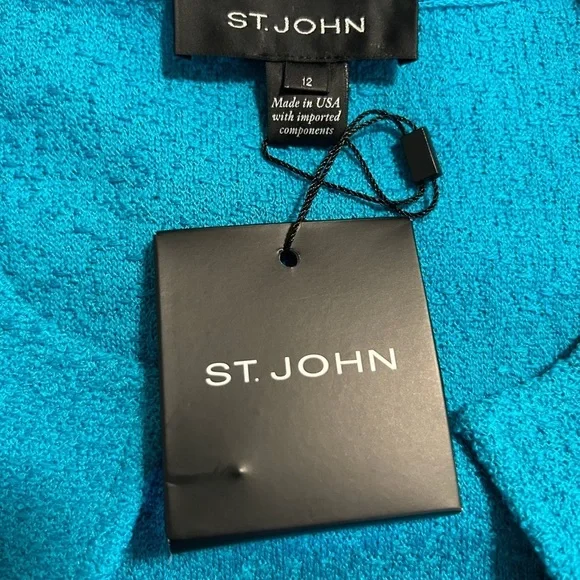 ST. JOHN
12
Made in USA
with imported
components
ST. JOHN